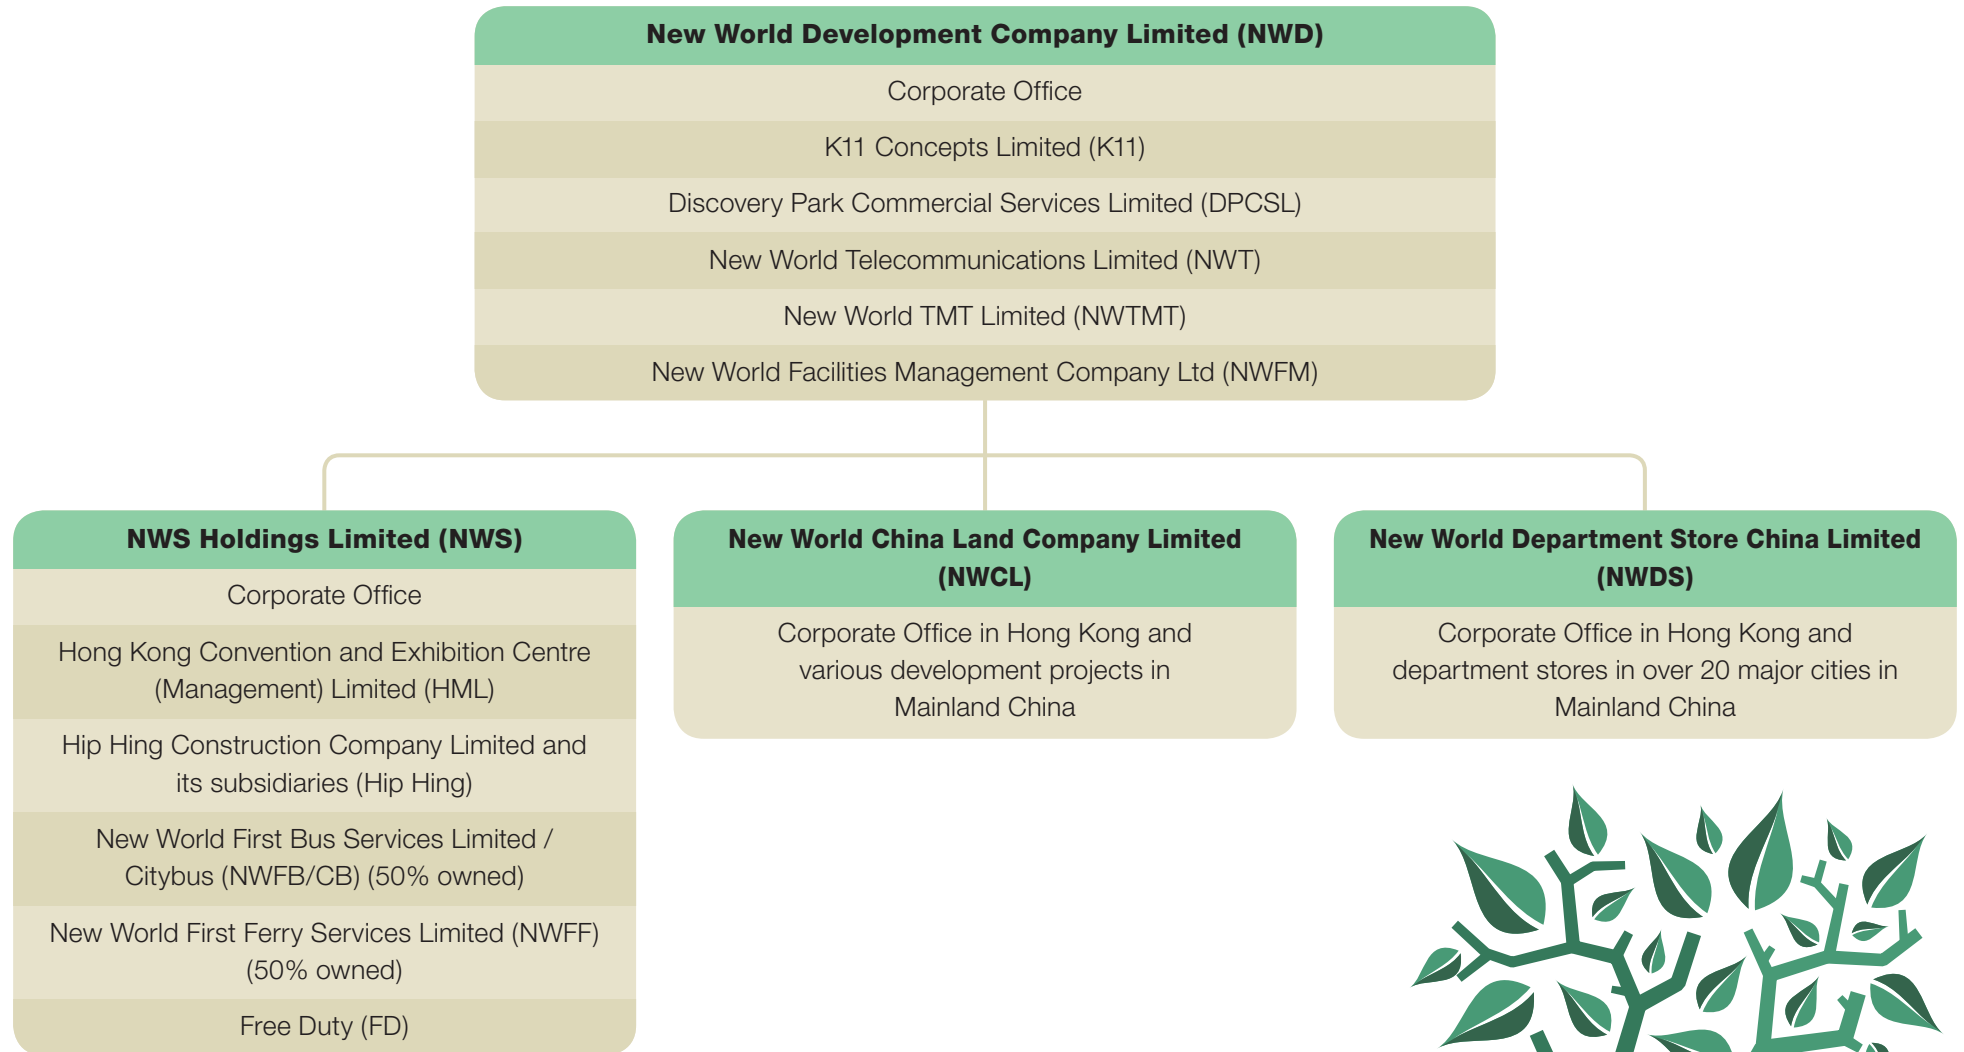 New World Development Company Limited (NWD)
Corporate Office
K11 Concepts Limited (K11)
Discovery Park Commercial Services Limited (DPCSL)
New World Telecommunications Limited (NWT)
New World TMT Limited (NWTMT)
New World Facilities Management Company Ltd (NWFM)
NWS Holdings Limited (NWS)
Corporate Office
Hong Kong Convention and Exhibition Centre
(Management) Limited (HML)
Hip Hing Construction Company Limited and
its subsidiaries (Hip Hing)
New World First Bus Services Limited /
Citybus (NWFB/CB) (50% owned)
New World First Ferry Services Limited (NWFF)
(50% owned)
Free Duty (FD)
New World China Land Company Limited
(NWCL)
Corporate Office in Hong Kong and
various development projects in
Mainland China
New World Department Store China Limited
(NWDS)
Corporate Office in Hong Kong and
department stores in over 20 major cities in
Mainland China